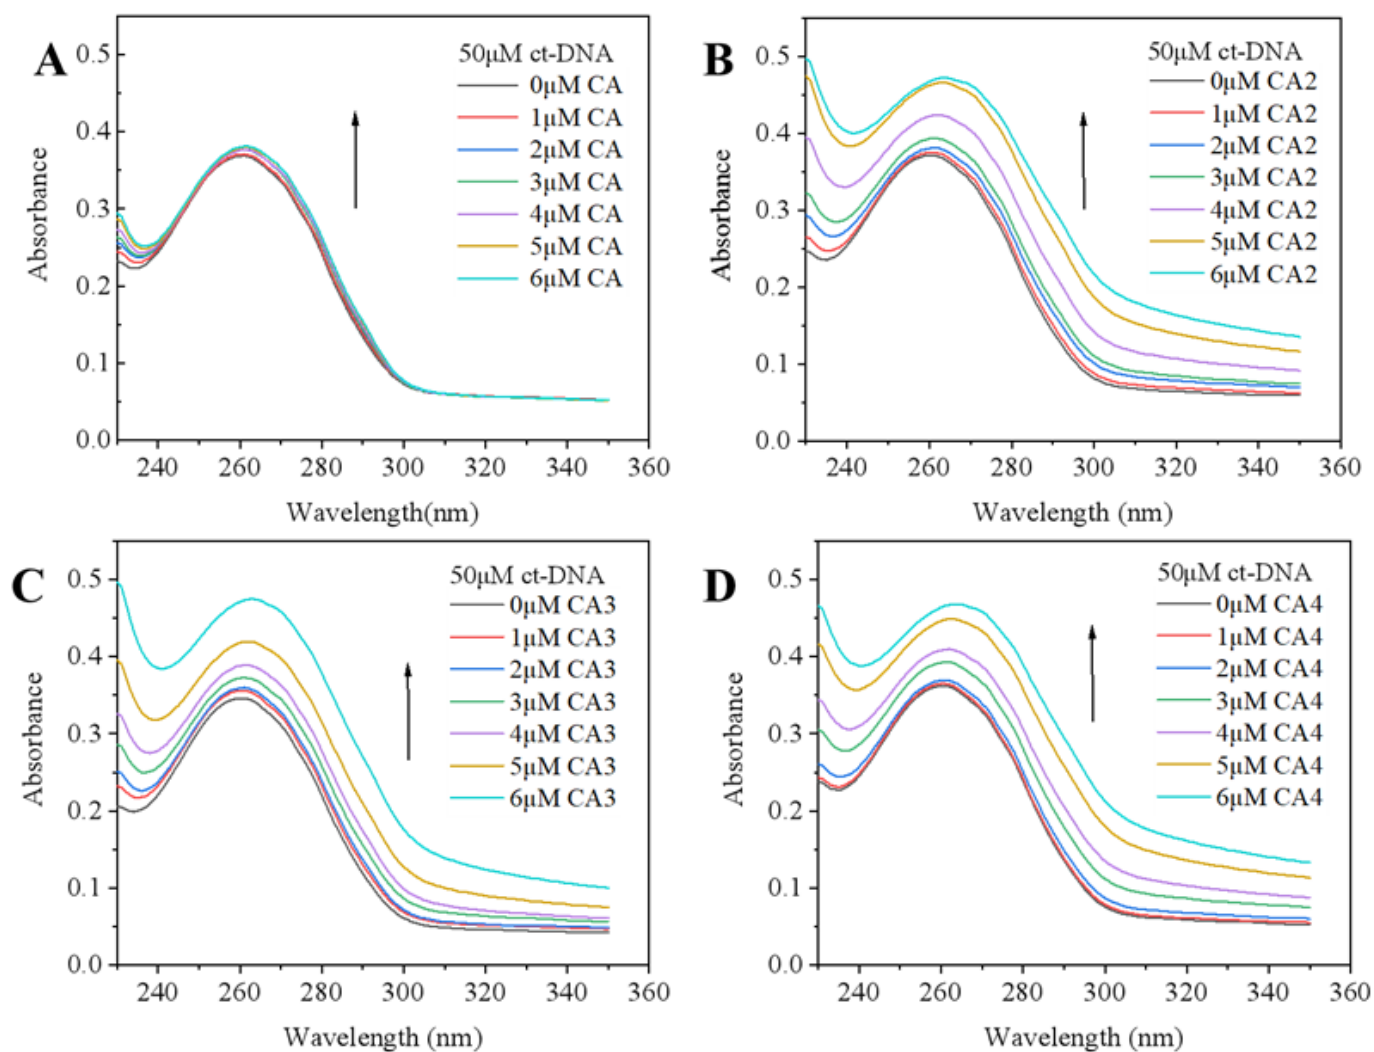 A
50μM ct-DNA
0μM CA
1μM CA
2μM CA
3μM CA
4μM CA
5μM CA
6μM CA
0.5
0.4
0.3
0.2
0.1
0.0
Absorbance
240 260 280 300 320 340 360
Wavelength(nm)
B
50μM ct-DNA
0μM CA2
1μM CA2
2μM CA2
3μM CA2
4μM CA2
5μM CA2
6μM CA2
0.5
0.4
0.3
0.2
0.1
0.0
Absorbance
240 260 280 300 320 340 360
Wavelength (nm)
C
50μM ct-DNA
0μM CA3
1μM CA3
2μM CA3
3μM CA3
4μM CA3
5μM CA3
6μM CA3
0.5
0.4
0.3
0.2
0.1
0.0
Absorbance
240 260 280 300 320 340 360
Wavelength (nm)
D
50μM ct-DNA
0μM CA4
1μM CA4
2μM CA4
3μM CA4
4μM CA4
5μM CA4
6μM CA4
0.5
0.4
0.3
0.2
0.1
0.0
Absorbance
240 260 280 300 320 340 360
Wavelength (nm)